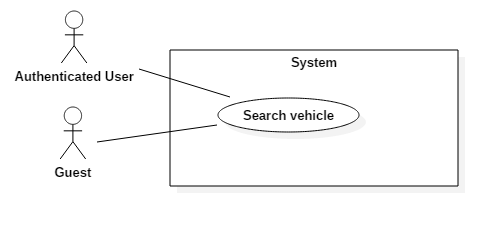 Authenticated User
System
Search vehicle
Guest